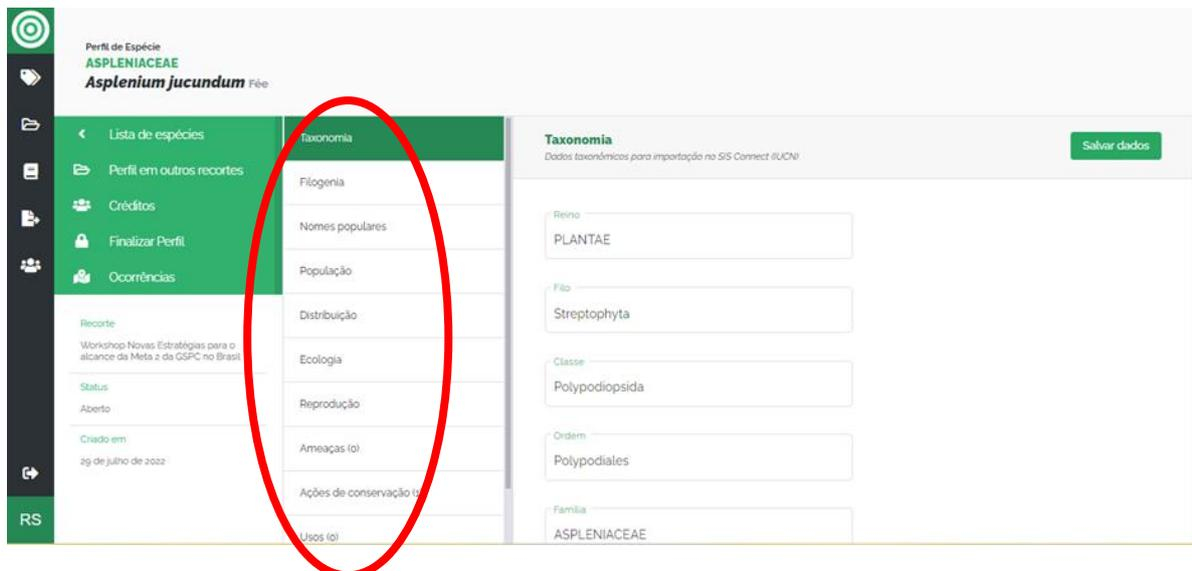 Perfil de Espécie
ASPLENIACEAE
Asplenium jucundum Fée
Lista de espécies
Perfil em outros recortes
Créditos
Finalizar Perfil
Ocorrências
Recorte
Workshop Novas Estratégias para o
alcance da Meta 2 da GSPC no Brasil
Status
Aberto
Criado em
29 de julho de 2022
RS
Taxonomia
Filogenia
Nomes populares
População
Distribuição
Ecologia
Reprodução
Ameaças (0)
Ações de conservação (1
Usos (0)
Taxonomia
Dados taxonômicos para importação no SIS Connect (IUCN)
Salvar dados
Reino
PLANTAE
Filo
Streptophyta
Classe
Polypodiopsida
Ordem
Polypodiales
Família
ASPLENIACEAE